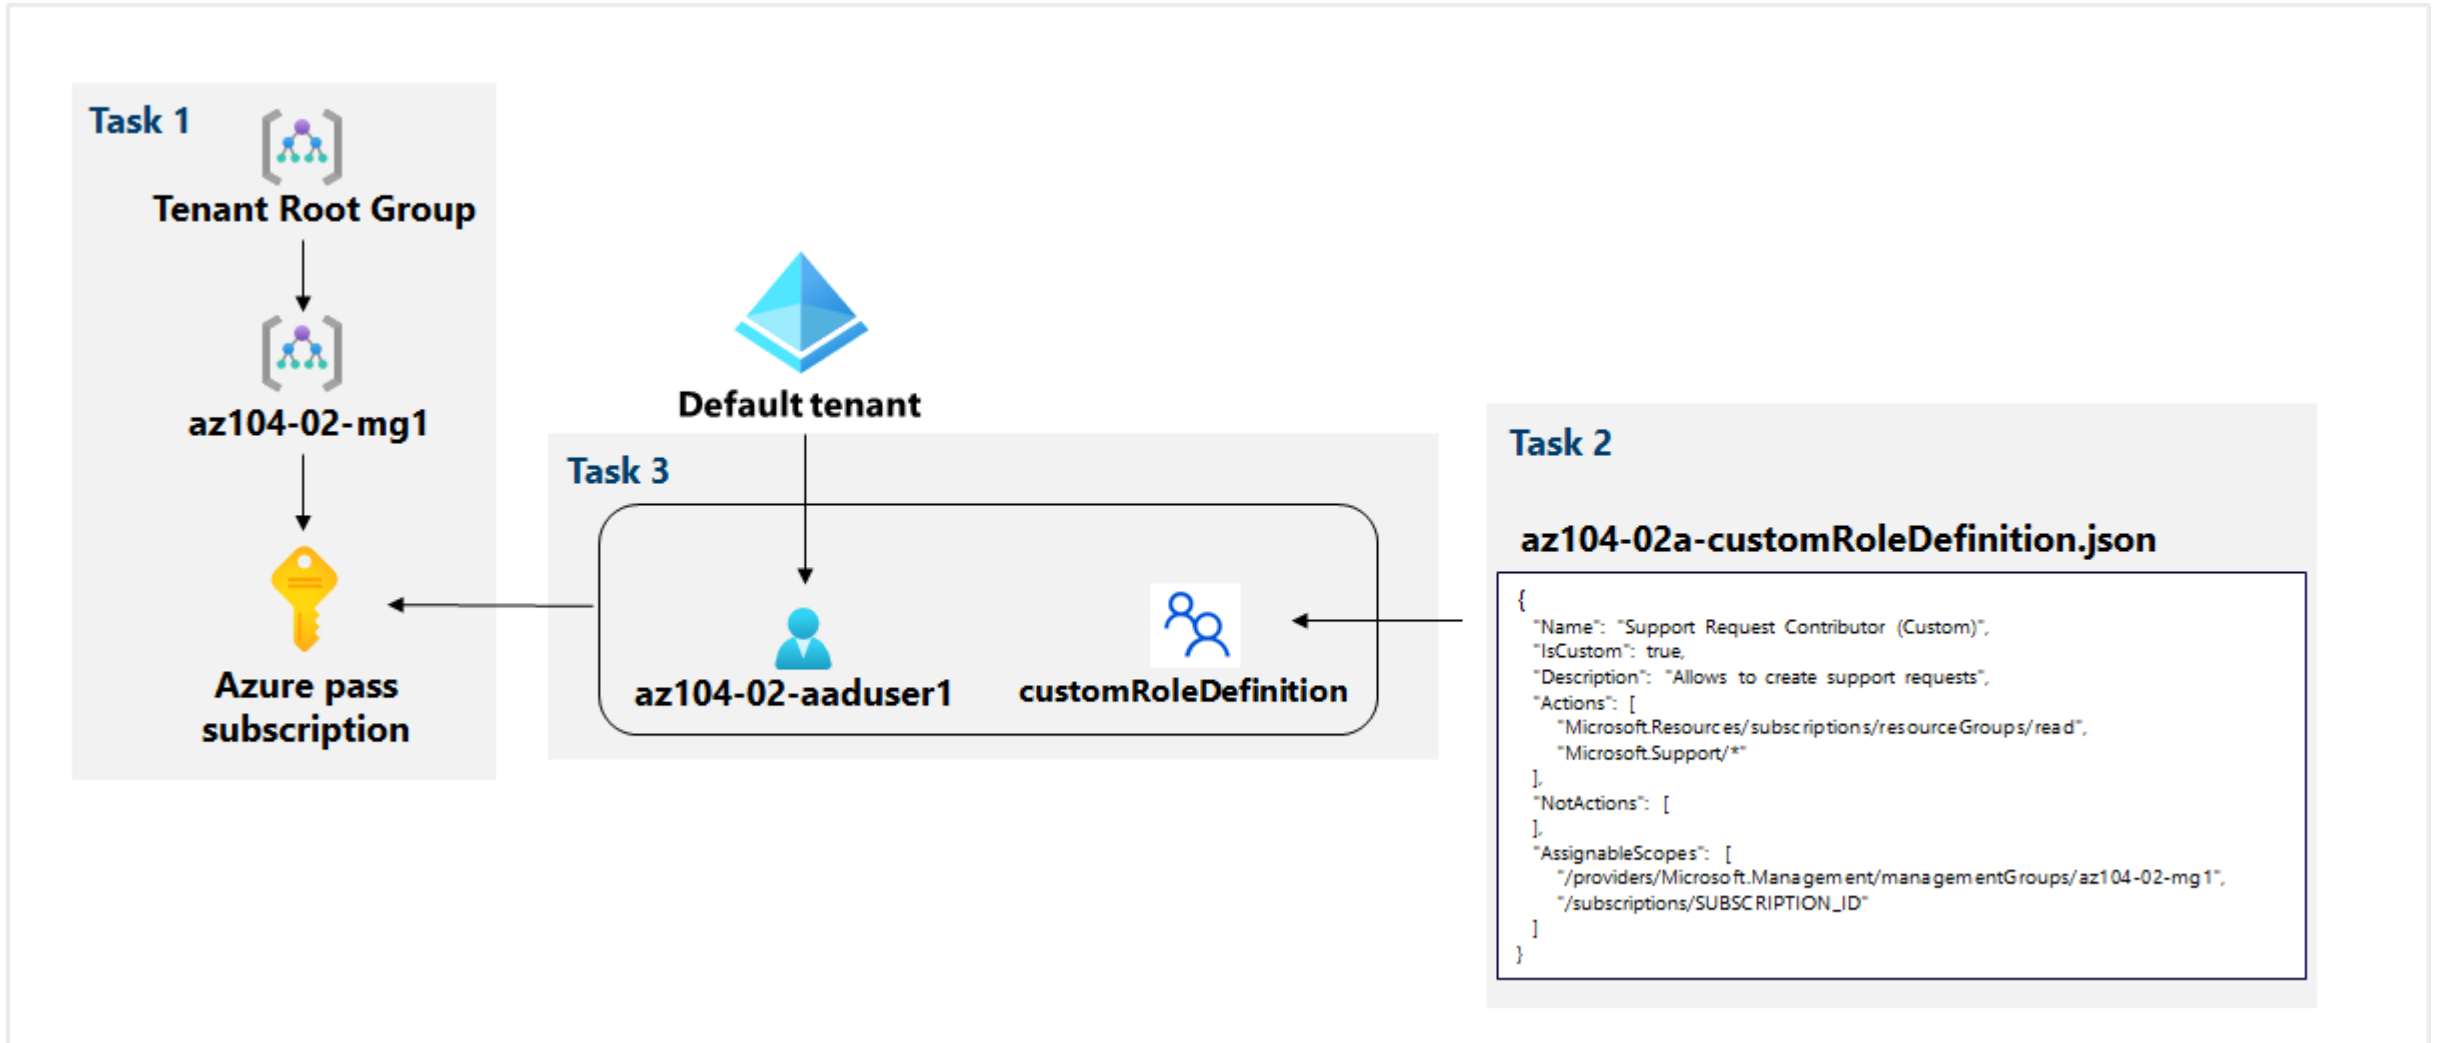 Task 1
Tenant Root Group
az104-02-mg1
Azure pass
subscription
Default tenant
Task 3
az104-02-aaduser1
customRoleDefinition
Task 2
az104-02a-customRoleDefinition.json
{
"Name": "Support Request Contributor (Custom)",
"IsCustom": true,
"Description": "Allows to create support requests",
"Actions": [
"Microsoft.Resources/subscriptions/resourceGroups/read",
"Microsoft.Support/*"
],
"NotActions": [
],
"AssignableScopes": [
"/providers/Microsoft.Management/managementGroups/az104-02-mg1",
"/subscriptions/SUBSCRIPTION_ID"
]
}